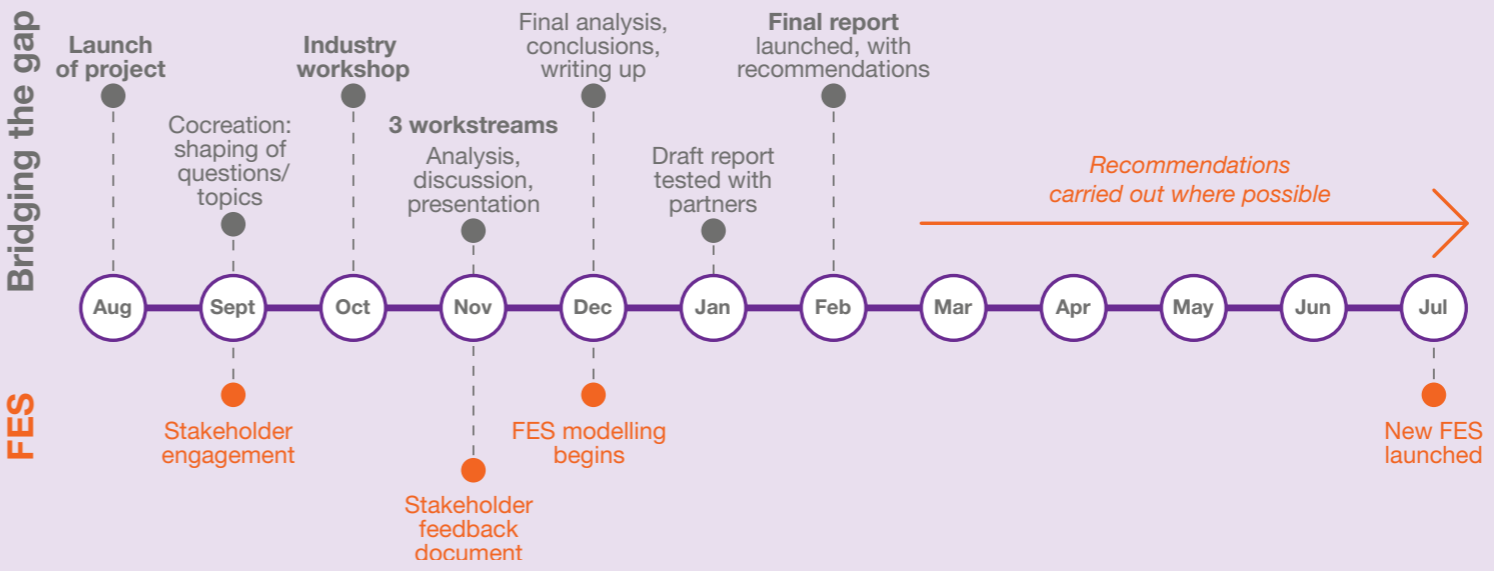 Bridging the gap
Launch
of project
Cocreation:
shaping of
questions/
topics
Industry
workshop
3 workstreams
Analysis,
discussion,
presentation
Final analysis,
conclusions,
writing up
Draft report
tested with
partners
Final report
launched, with
recommendations
Recommendations
carried out where possible
Aug
Sept
Oct
Nov
Dec
Jan
Feb
Mar
Apr
May
Jun
Jul
FES
Stakeholder
engagement
Stakeholder
feedback
document
FES modelling
begins
New FES
launched